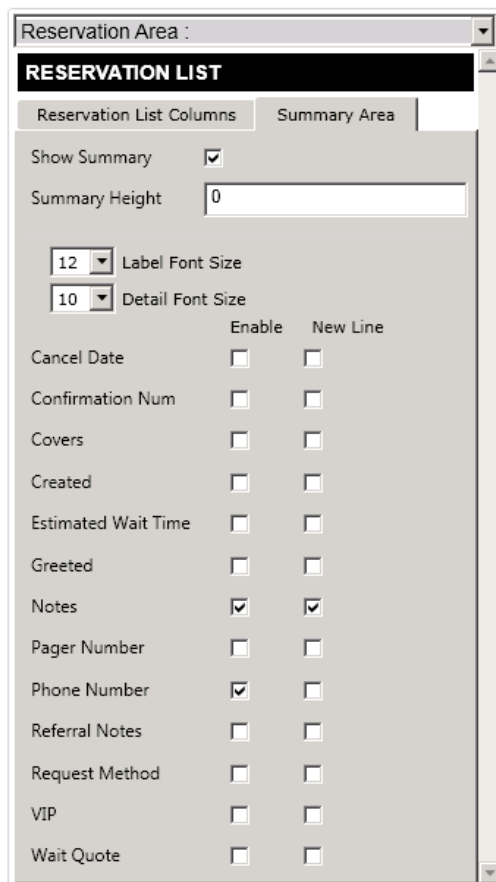 Reservation Area :
RESERVATION LIST
Reservation List Columns Summary Area
Show Summary
Summary Height 0
12 Label Font Size
10 Detail Font Size
Enable New Line
Cancel Date
Confirmation Num
Covers
Created
Estimated Wait Time
Greeted
Notes
Pager Number
Phone Number
Referral Notes
Request Method
VIP
Wait Quote